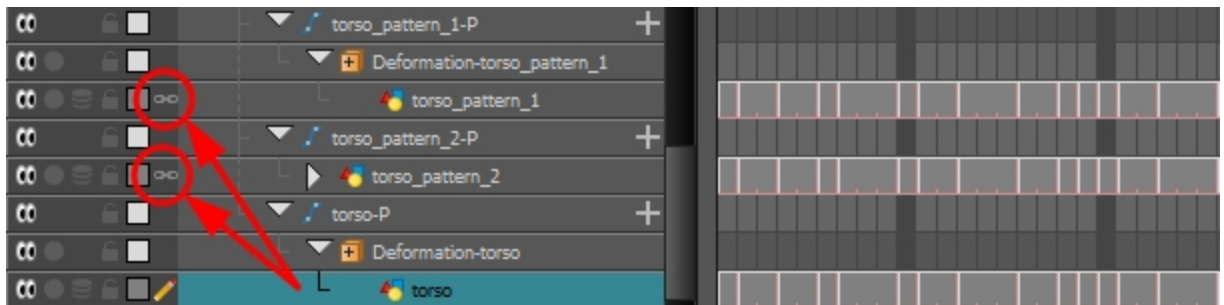 torso_pattern_1-P
Deformation-torso_pattern_1
torso_pattern_1
torso_pattern_2-P
torso_pattern_2
torso-P
Deformation-torso
torso